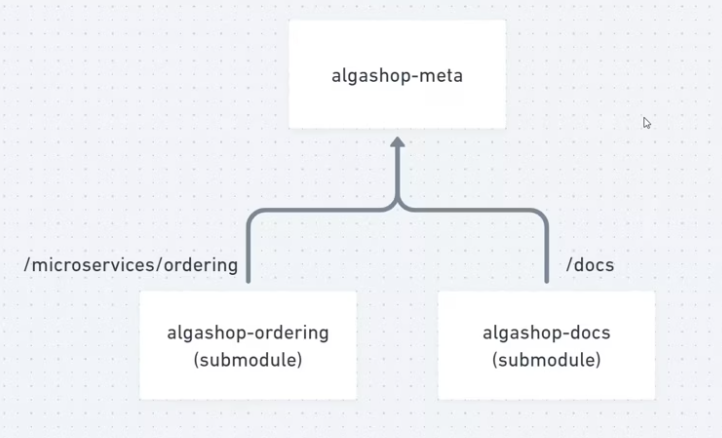 algashop-meta
/microservices/ordering
/docs
algashop-ordering
(submodule)
algashop-docs
(submodule)